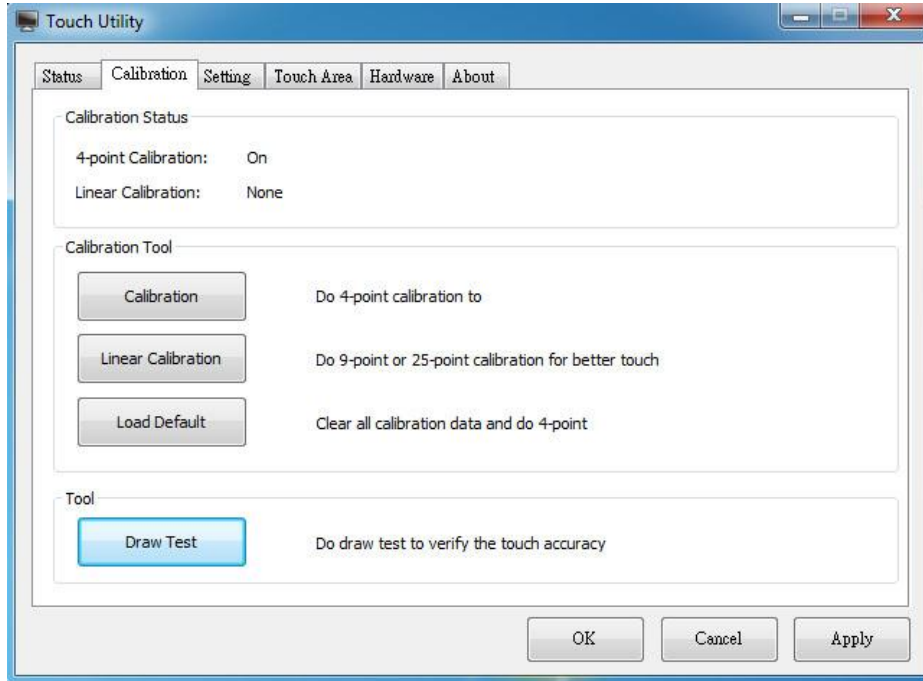 Touch Utility
Status Calibration Setting Touch Area Hardware About
Calibration Status
4-point Calibration: On
Linear Calibration: None
Calibration Tool
Calibration Do 4-point calibration to
Linear Calibration Do 9-point or 25-point calibration for better touch
Load Default Clear all calibration data and do 4-point
Tool
Draw Test Do draw test to verify the touch accuracy
OK Cancel Apply